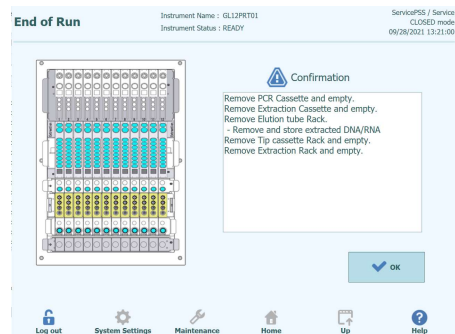 End of Run
Instrument Name : GL12PRT01
Instrument Status : READY
ServicePSS / Service
CLOSED mode
09/28/2021 13:21:00
Confirmation
Remove PCR Cassette and empty.
Remove Extraction Cassette and empty.
Remove Elution tube Rack.
- Remove and store extracted DNA/RNA
Remove Tip cassette Rack and empty.
Remove Extraction Rack and empty.
OK
Log out
System Settings
Maintenance
Home
Up
Help